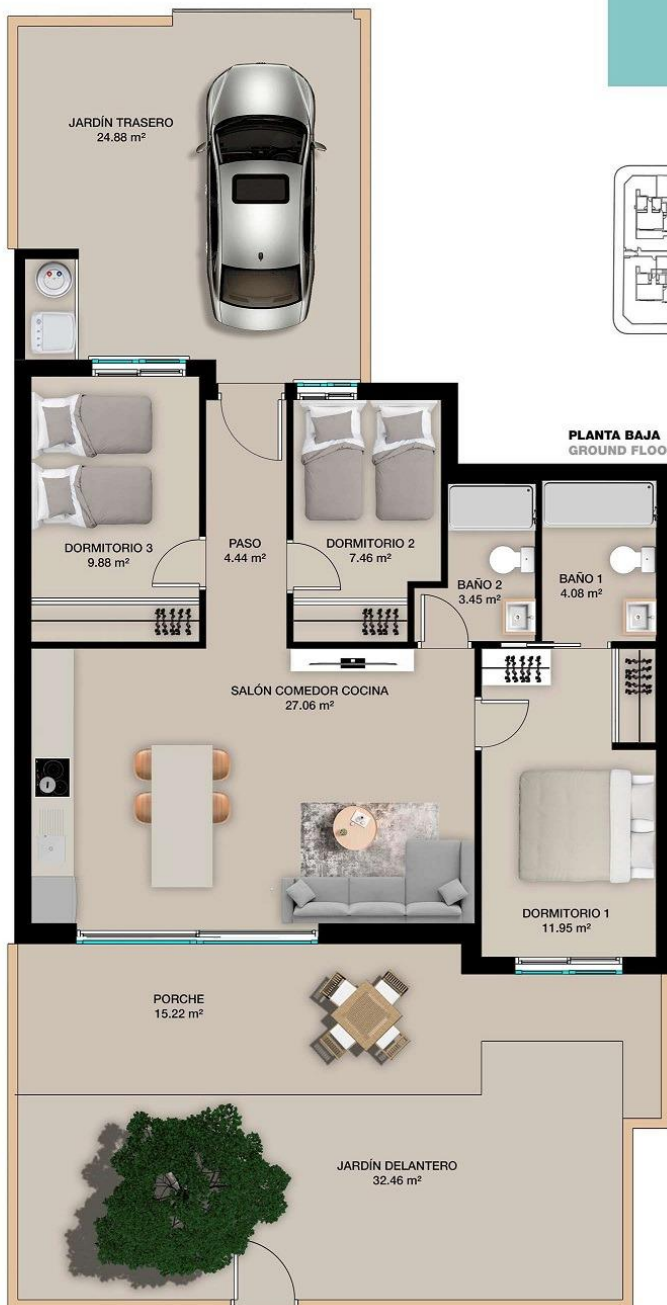 JARDÍN TRASERO
24.88 m²
PLANTA BAJA
GROUND FLOO
DORMITORIO 3
9.88 m²
PASO
4.44 m²
DORMITORIO 2
7.46 m²
BAÑO 2
3.45 m²
BAÑO 1
4.08 m²
SALÓN COMEDOR COCINA
27.06 m²
DORMITORIO 1
11.95 m²
PORCHE
15.22 m²
JARDÍN DELANTERO
32.46 m²